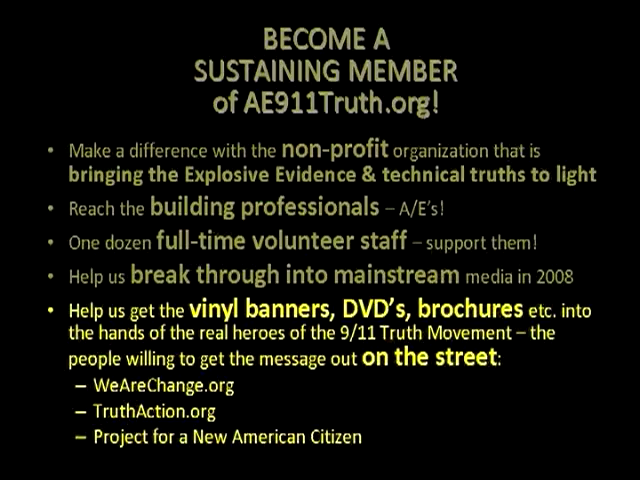 BECOME A
SUSTAINING MEMBER
of AE911Truth.org!
• Make a difference with the non-profit organization that is
bringing the Explosive Evidence & technical truths to light
• Reach the building professionals – A/E's!
• One dozen full-time volunteer staff – support them!
• Help us break through into mainstream media in 2008
• Help us get the vinyl banners, DVD's, brochures etc. into
the hands of the real heroes of the 9/11 Truth Movement – the
people willing to get the message out on the street:
– WeAreChange.org
– TruthAction.org
– Project for a New American Citizen